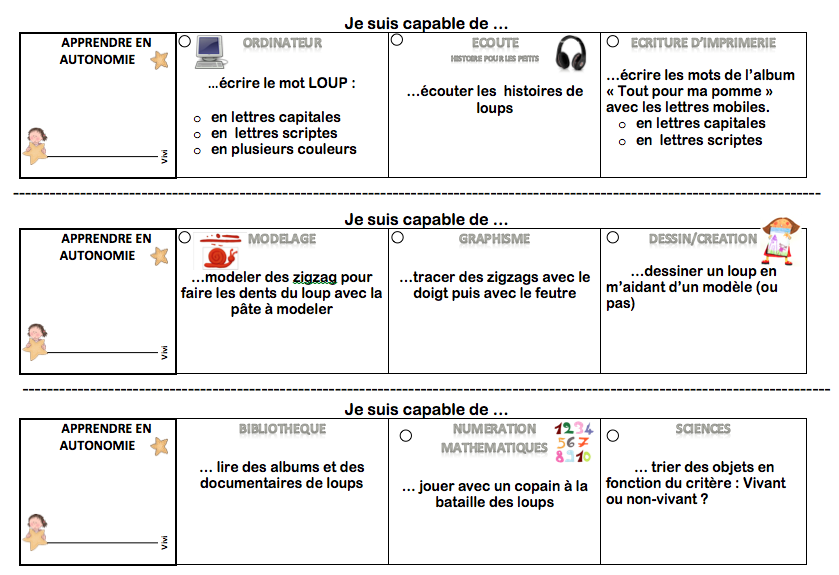 Je suis capable de …
APPRENDRE EN
AUTONOMIE
Vivi
ORDINATEUR
…écrire le mot LOUP :
o en lettres capitales
o en lettres scriptes
o en plusieurs couleurs
ECOUTE
HISTOIRE POUR LES PETITS
…écouter les histoires de
loups
ECRITURE D’IMPRIMERIE
…écrire les mots de l’album
« Tout pour ma pomme »
avec les lettres mobiles.
o en lettres capitales
o en lettres scriptes
Je suis capable de …
APPRENDRE EN
AUTONOMIE
Vivi
MODELAGE
…modeler des zigzag pour
faire les dents du loup avec la
pâte à modeler
GRAPHISME
…tracer des zigzags avec le
doigt puis avec le feutre
DESSIN/CREATION
…dessiner un loup en
m’aidant d’un modèle (ou
pas)
Je suis capable de …
APPRENDRE EN
AUTONOMIE
Vivi
BIBLIOTHEQUE
… lire des albums et des
documentaires de loups
NUMERATION
MATHEMATIQUES
1234
567
8910
… jouer avec un copain à la
bataille des loups
SCIENCES
… trier des objets en
fonction du critère : Vivant
ou non-vivant ?